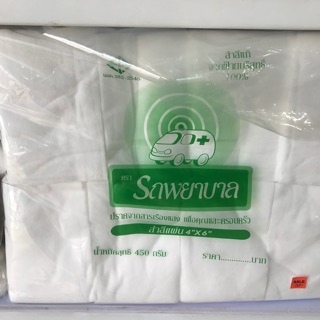 สำลีแท้
จากฝ้ายบริสุทธิ์
100%
ตรา
รถพยาบาล
ปราศจากสารเรืองแสง เพื่อคุณและครอบครัว
สำลีแผ่น 4"X6"
น้ำหนักสุทธิ 450 กรัม
ราคา..............บาท